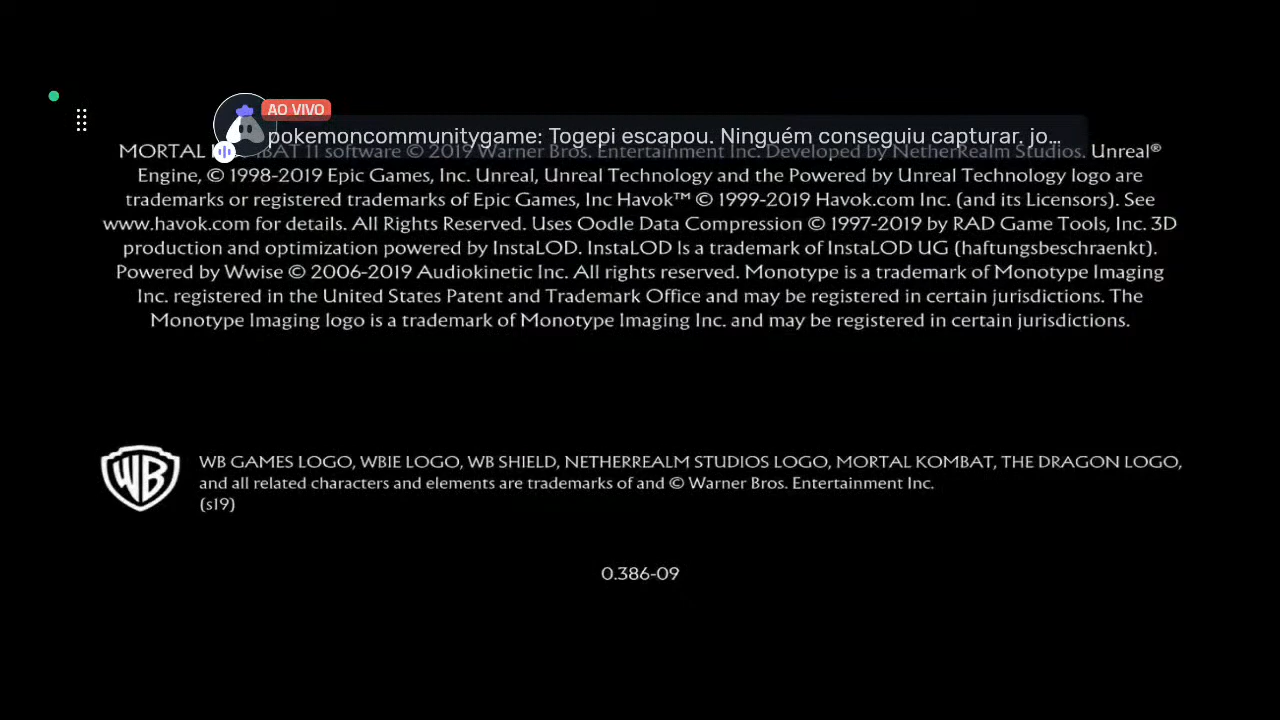 AO VIVO
pokemoncommunitygame: Togepi escapou. Ninguém conseguiu capturar. jo...
MORTAL KOMBAT 11 software © 2019 Warner Bros. Entertainment Inc. Developed by NetherRealm Studios. Unreal®
Engine, © 1998-2019 Epic Games, Inc. Unreal, Unreal Technology and the Powered by Unreal Technology logo are
trademarks or registered trademarks of Epic Games, Inc Havok™ © 1999-2019 Havok.com Inc. (and its Licensors). See
www.havok.com for details. All Rights Reserved. Uses Oodle Data Compression © 1997-2019 by RAD Game Tools, Inc. 3D
production and optimization powered by InstaLOD. InstaLOD Is a trademark of InstaLOD UG (haftungsbeschraenkt).
Powered by Wwise © 2006-2019 Audiokinetic Inc. All rights reserved. Monotype is a trademark of Monotype Imaging
Inc. registered in the United States Patent and Trademark Office and may be registered in certain jurisdictions. The
Monotype Imaging logo is a trademark of Monotype Imaging Inc. and may be registered in certain jurisdictions.
WB
WB GAMES LOGO, WBIE LOGO, WB SHIELD, NETHERREALM STUDIOS LOGO, MORTAL KOMBAT, THE DRAGON LOGO,
and all related characters and elements are trademarks of and © Warner Bros. Entertainment Inc.
(s19)
0.386-09